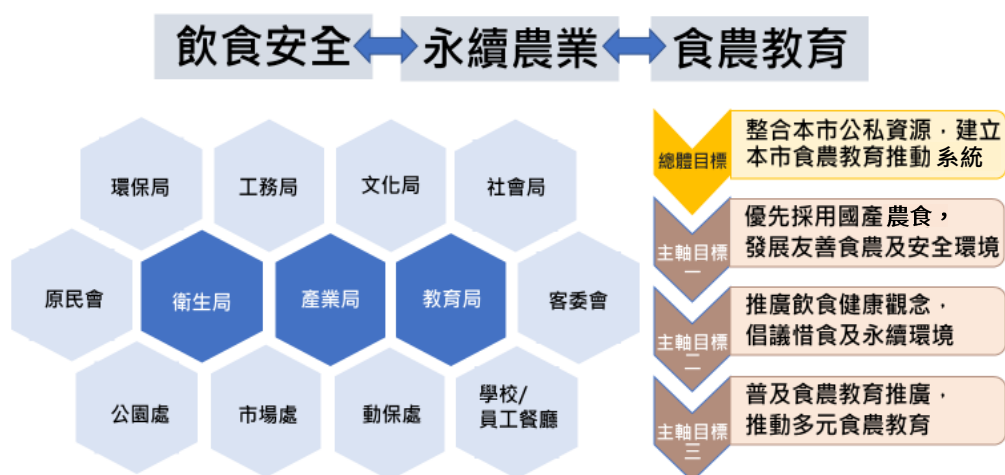 飲食安全
永續農業
食農教育
環保局
工務局
文化局
社會局
原民會
衛生局
產業局
教育局
客委會
公園處
市場處
動保處
學校/
員工餐廳
總體目標
整合本市公私資源，建立
本市食農教育推動系統
主軸目標
一
優先採用國產農食，
發展友善食農及安全環境
主軸目標
二
推廣飲食健康觀念，
倡議惜食及永續環境
主軸目標
三
普及食農教育推廣，
推動多元食農教育